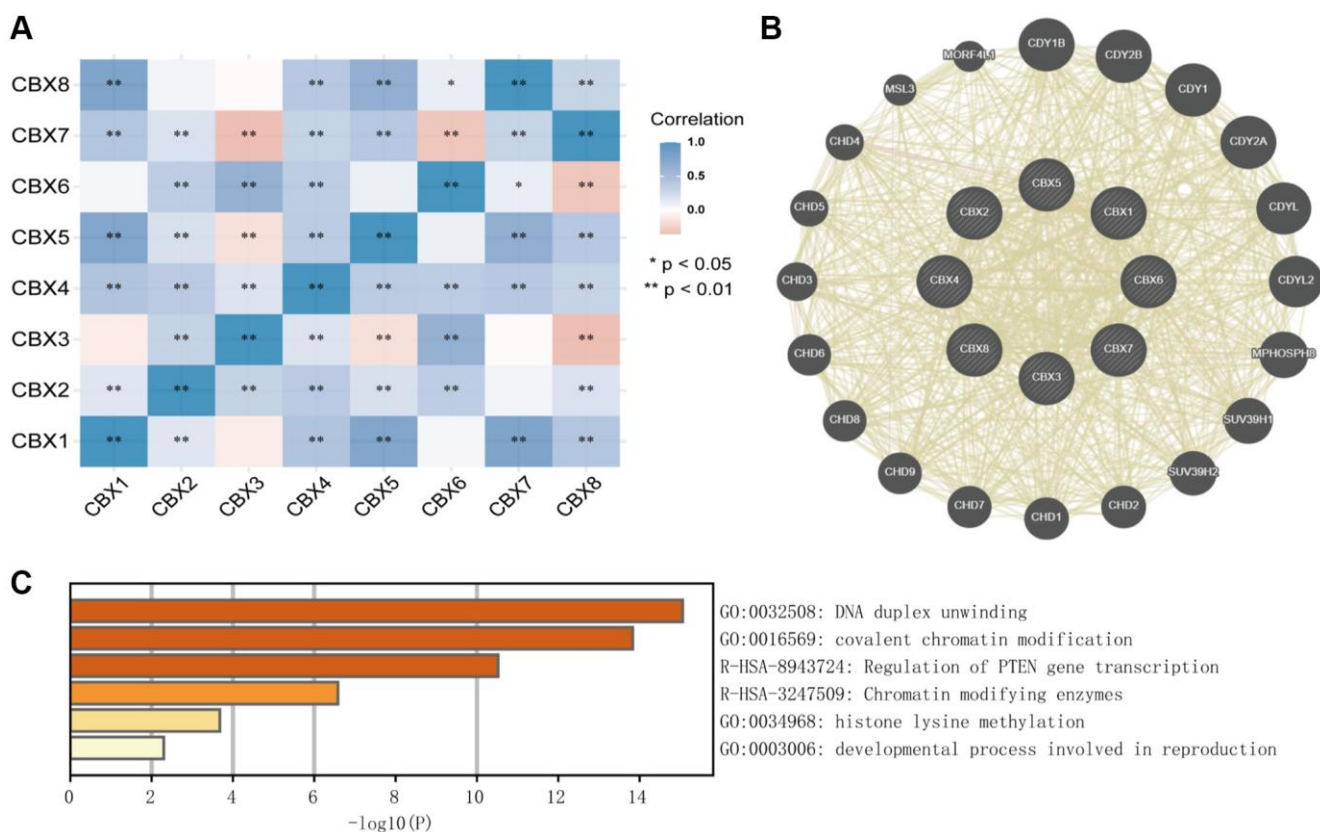 A
CBX8 ** ** ** * ** **
CBX7 ** ** ** ** ** ** ** **
CBX6 ** ** ** ** * **
CBX5 ** ** ** ** ** ** **
CBX4 ** ** ** ** ** ** ** **
CBX3 ** ** ** ** ** **
CBX2 ** ** ** ** ** ** **
CBX1 ** ** ** ** ** **
CBX1 CBX2 CBX3 CBX4 CBX5 CBX6 CBX7 CBX8
Correlation
1.0
0.5
0.0
* p < 0.05
** p < 0.01
B
CDY1B
CDY2B
CDY1
CDY2A
CDYL
CDYL2
MPHOSPH8
SUV39H1
SUV39H2
CHD2
CHD1
CHD7
CHD9
CHD8
CHD6
CHD3
CHD5
CHD4
MSL3
MORF4L1
CBX5
CBX1
CBX6
CBX7
CBX3
CBX8
CBX4
CBX2
C
GO:0032508: DNA duplex unwinding
GO:0016569: covalent chromatin modification
R-HSA-8943724: Regulation of PTEN gene transcription
R-HSA-3247509: Chromatin modifying enzymes
GO:0034968: histone lysine methylation
GO:0003006: developmental process involved in reproduction
0 2 4 6 8 10 12 14
-log10(P)